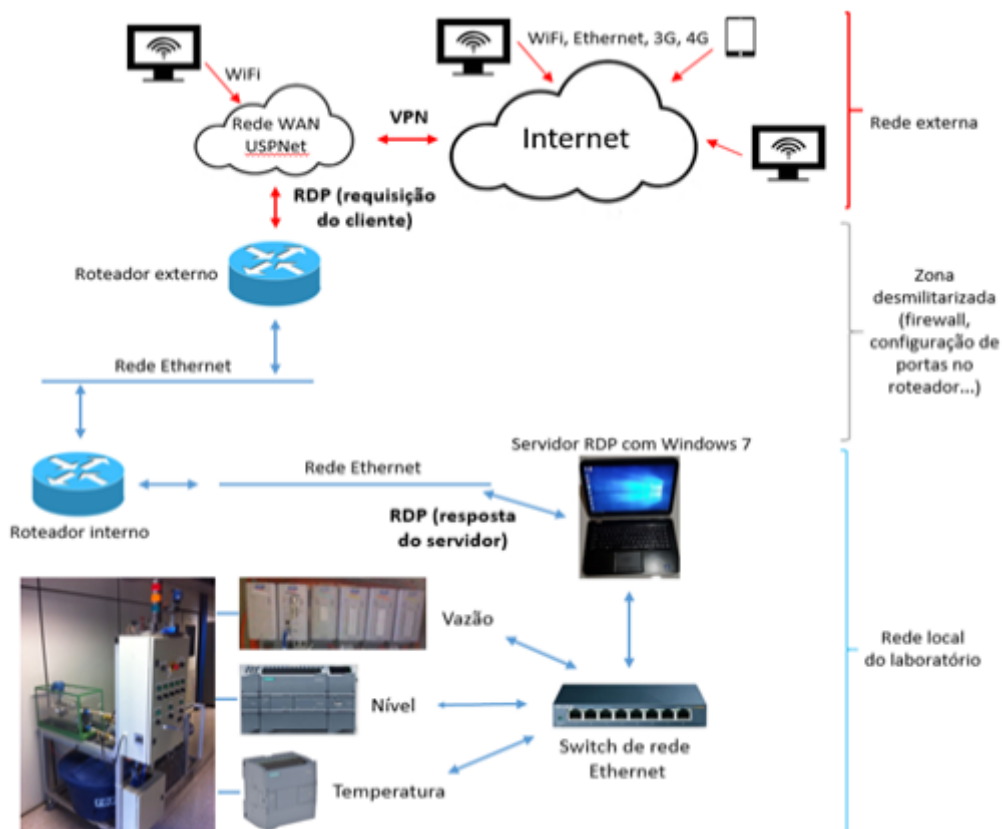 WiFi
WiFi, Ethernet, 3G, 4G
Rede WAN
USPNet
VPN
Internet
Rede externa
RDP (requisição
do cliente)
Roteador externo
Zona
desmilitarizada
(firewall,
configuração de
portas no
roteador...)
Rede Ethernet
Servidor RDP com Windows 7
Rede Ethernet
Roteador interno
RDP (resposta
do servidor)
Vazão
Nível
Temperatura
Switch de rede
Ethernet
Rede local
do laboratório